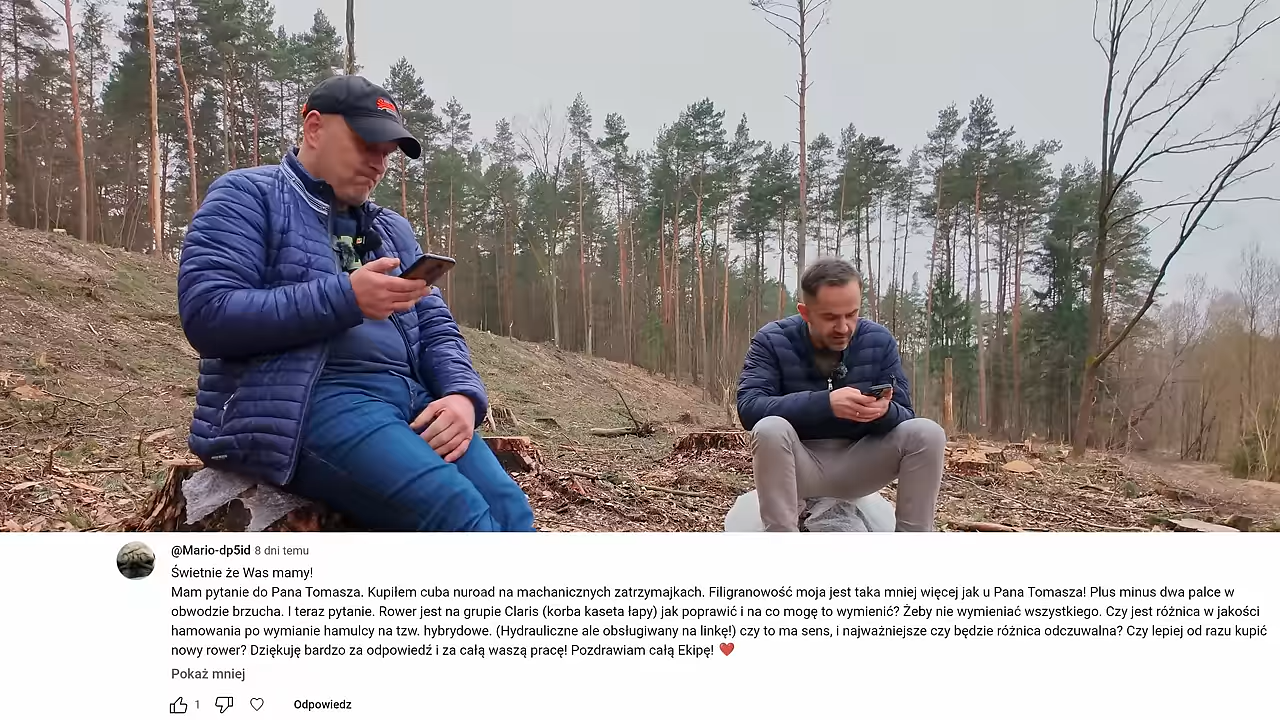 @Mario-dp5id 8 dni temu
Świetnie że Was mamy!
Mam pytanie do Pana Tomasza. Kupiłem cuba nuroad na machanicznych zatrzymajkach. Filigranowość moja jest taka mniej więcej jak u Pana Tomasza! Plus minus dwa palce w
obwodzie brzucha. I teraz pytanie. Rower jest na grupie Claris (korba kaseta łapy) jak poprawić i na co mogę to wymienić? Żeby nie wymieniać wszystkiego. Czy jest różnica w jakości
hamowania po wymianie hamulcy na tzw. hybrydowe. (Hydrauliczne ale obsługiwany na linkę!) czy to ma sens, i najważniejsze czy będzie różnica odczuwalna? Czy lepiej od razu kupić
nowy rower? Dziękuję bardzo za odpowiedź i za całą waszą pracę! Pozdrawiam całą Ekipę! ❤️
Pokaż mniej
1 Odpowiedz